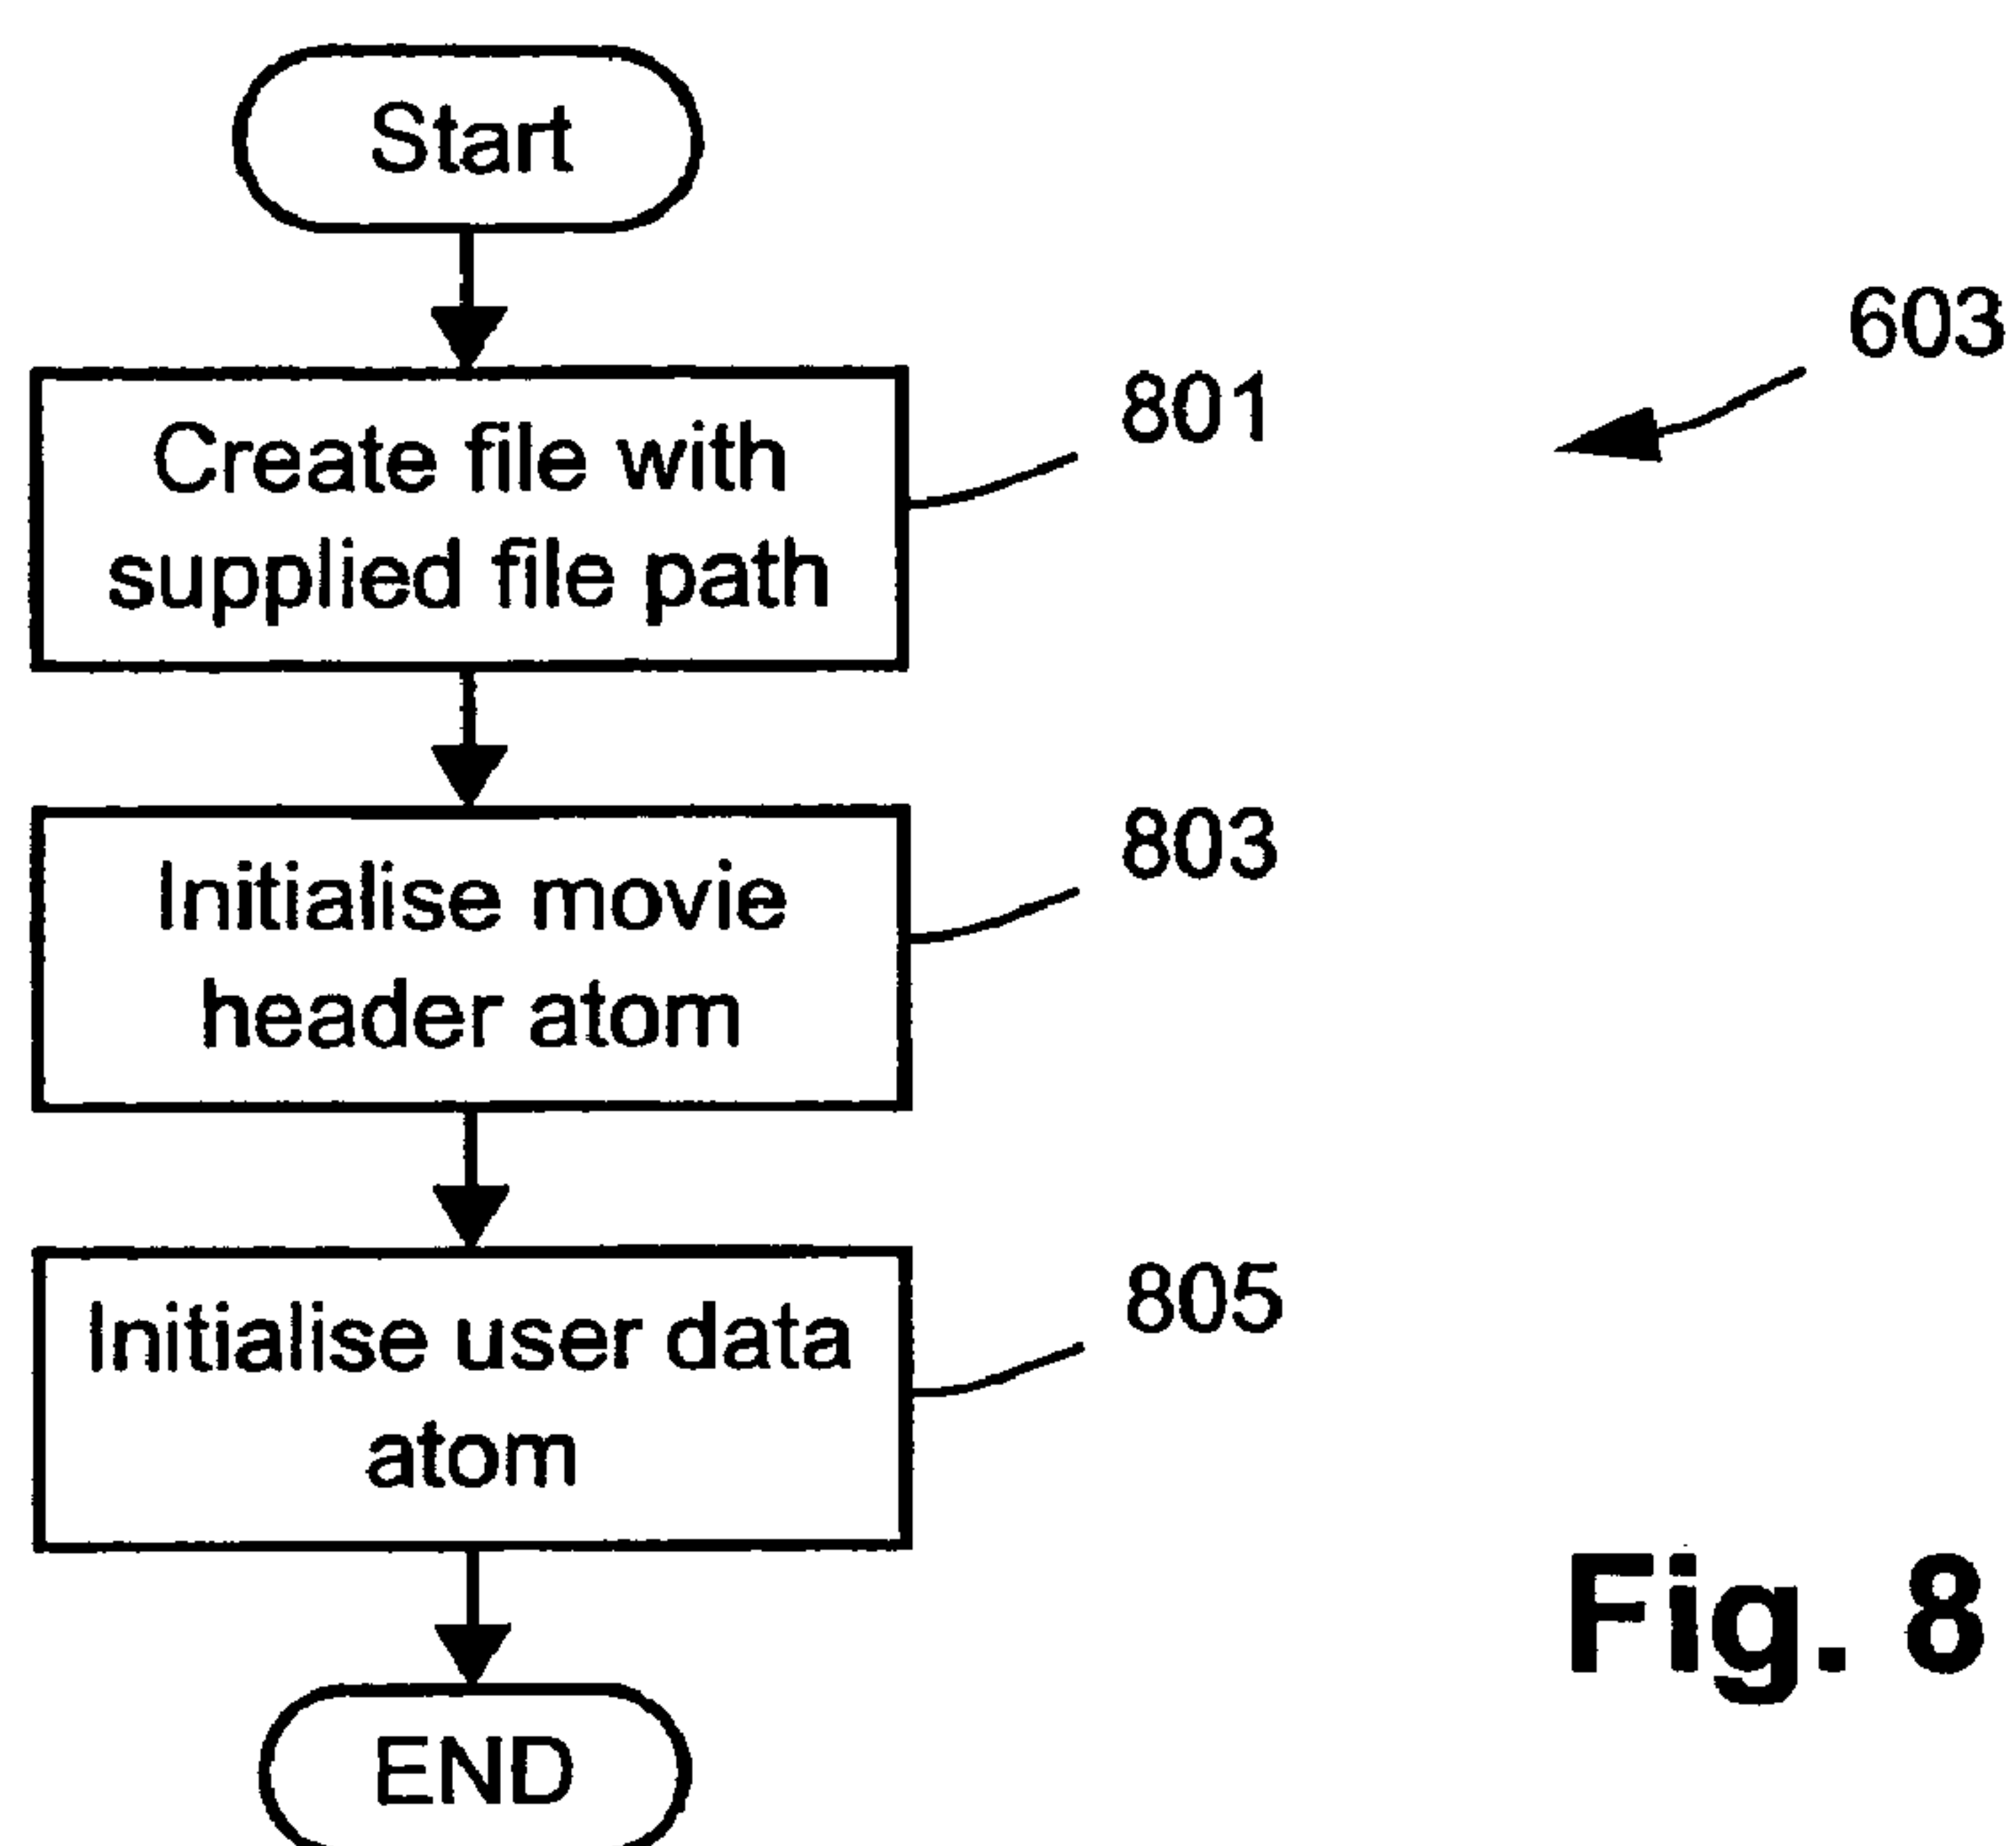 Start
603
801
Create file with
supplied file path
803
Initialise movie
header atom
805
Initialise user data
atom
Fig. 8
END